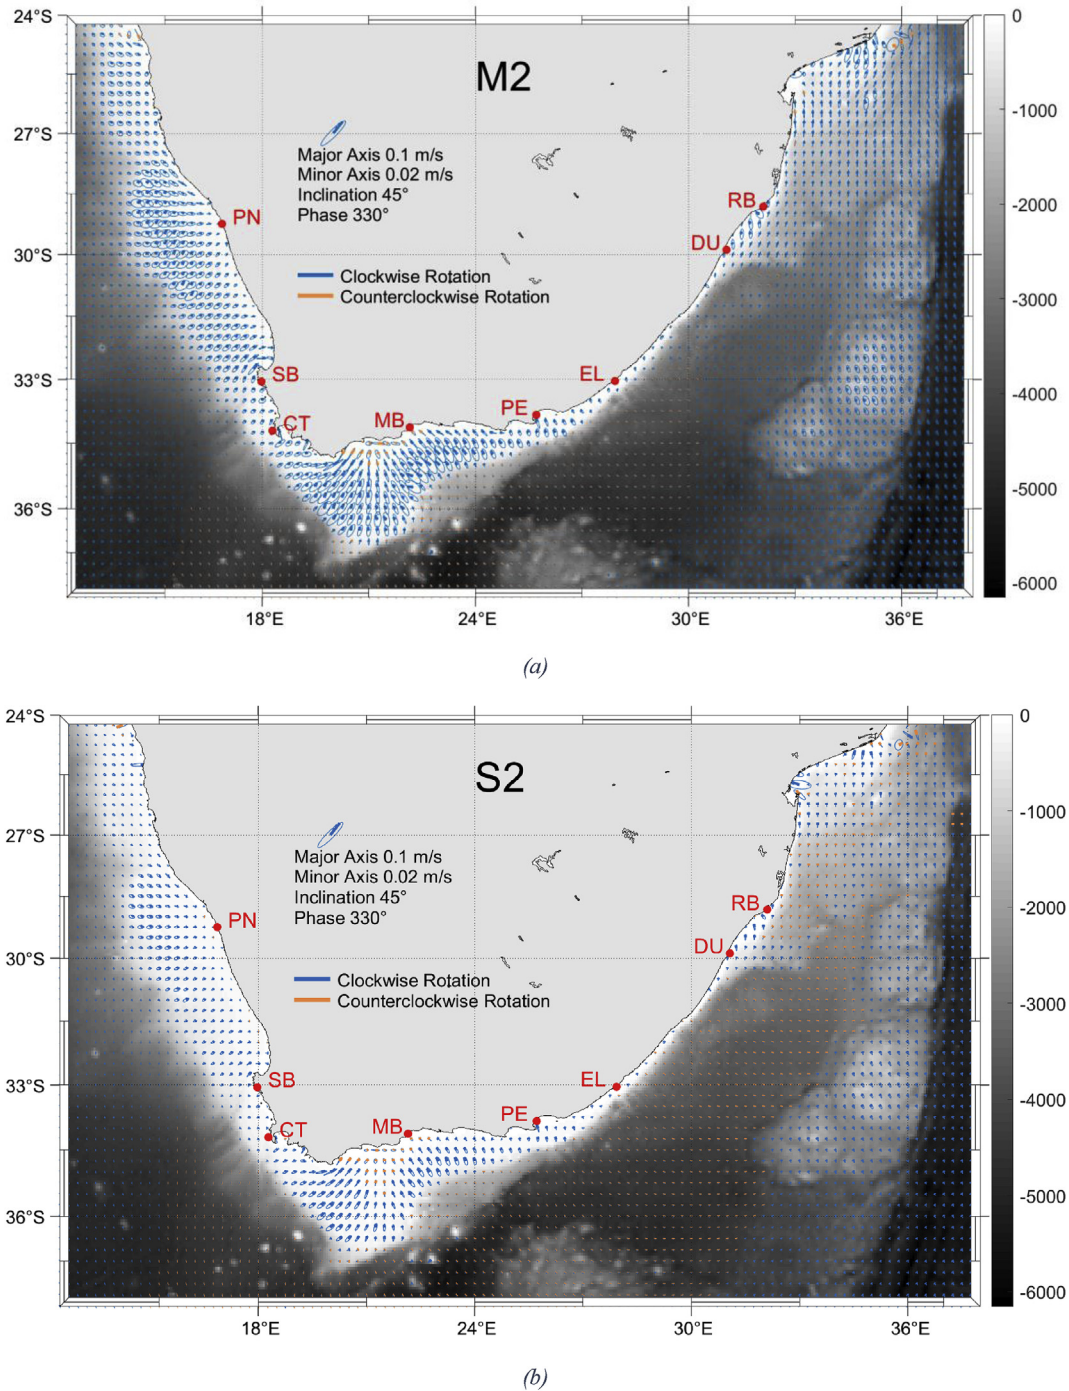 (a)
24°S
27°S
30°S
33°S
36°S
M2
Major Axis 0.1 m/s
Minor Axis 0.02 m/s
Inclination 45°
Phase 330°
Clockwise Rotation
Counterclockwise Rotation
PN
SB
CT
MB
PE
EL
DU
RB
18°E
24°E
30°E
36°E
0
-1000
-2000
-3000
-4000
-5000
-6000
(a)
24°S
27°S
30°S
33°S
36°S
S2
Major Axis 0.1 m/s
Minor Axis 0.02 m/s
Inclination 45°
Phase 330°
Clockwise Rotation
Counterclockwise Rotation
PN
SB
CT
MB
PE
EL
DU
RB
18°E
24°E
30°E
36°E
0
-1000
-2000
-3000
-4000
-5000
-6000
(b)